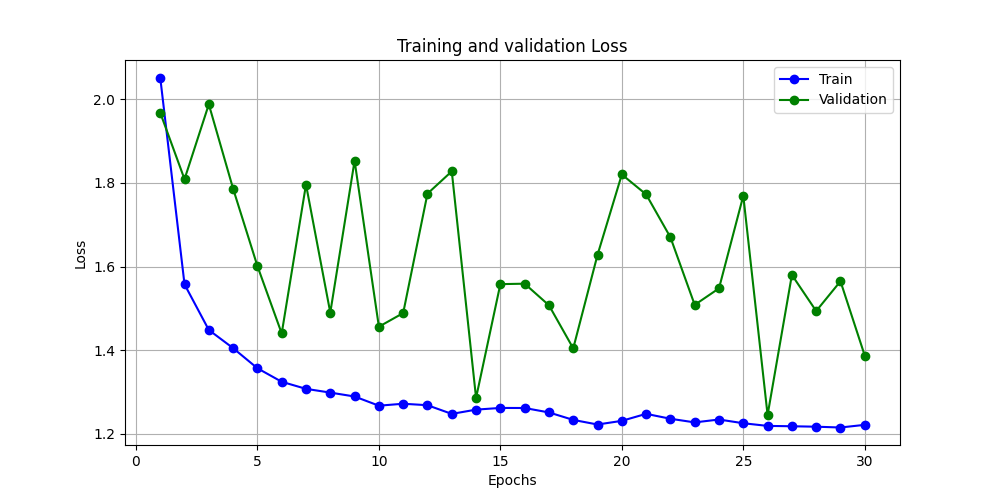 Training and validation Loss
Train
Validation
2.0
1.8
1.6
1.4
1.2
Loss
0 5 10 15 20 25 30
Epochs